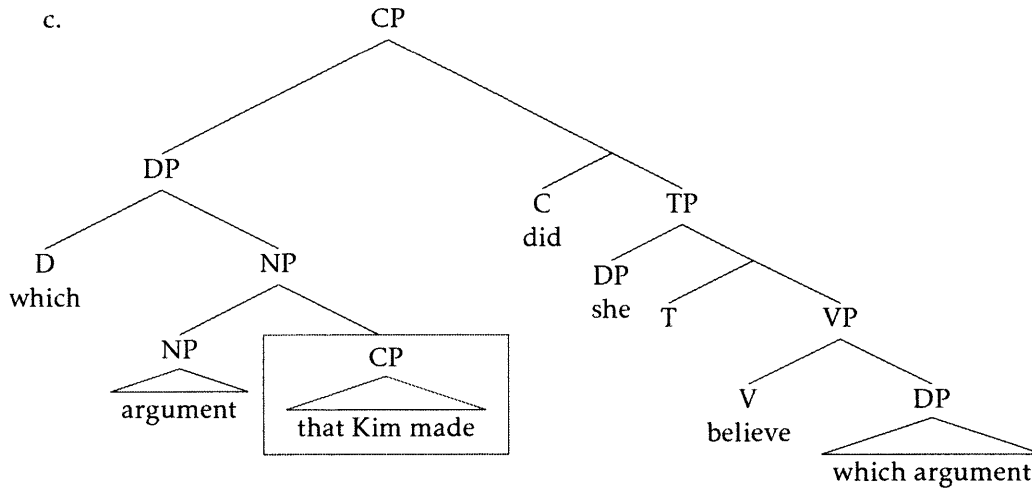 c.
CP
DP
C
TP
did
D
NP
DP
which
she
T
VP
NP
CP
argument
that Kim made
V
DP
believe
which argument